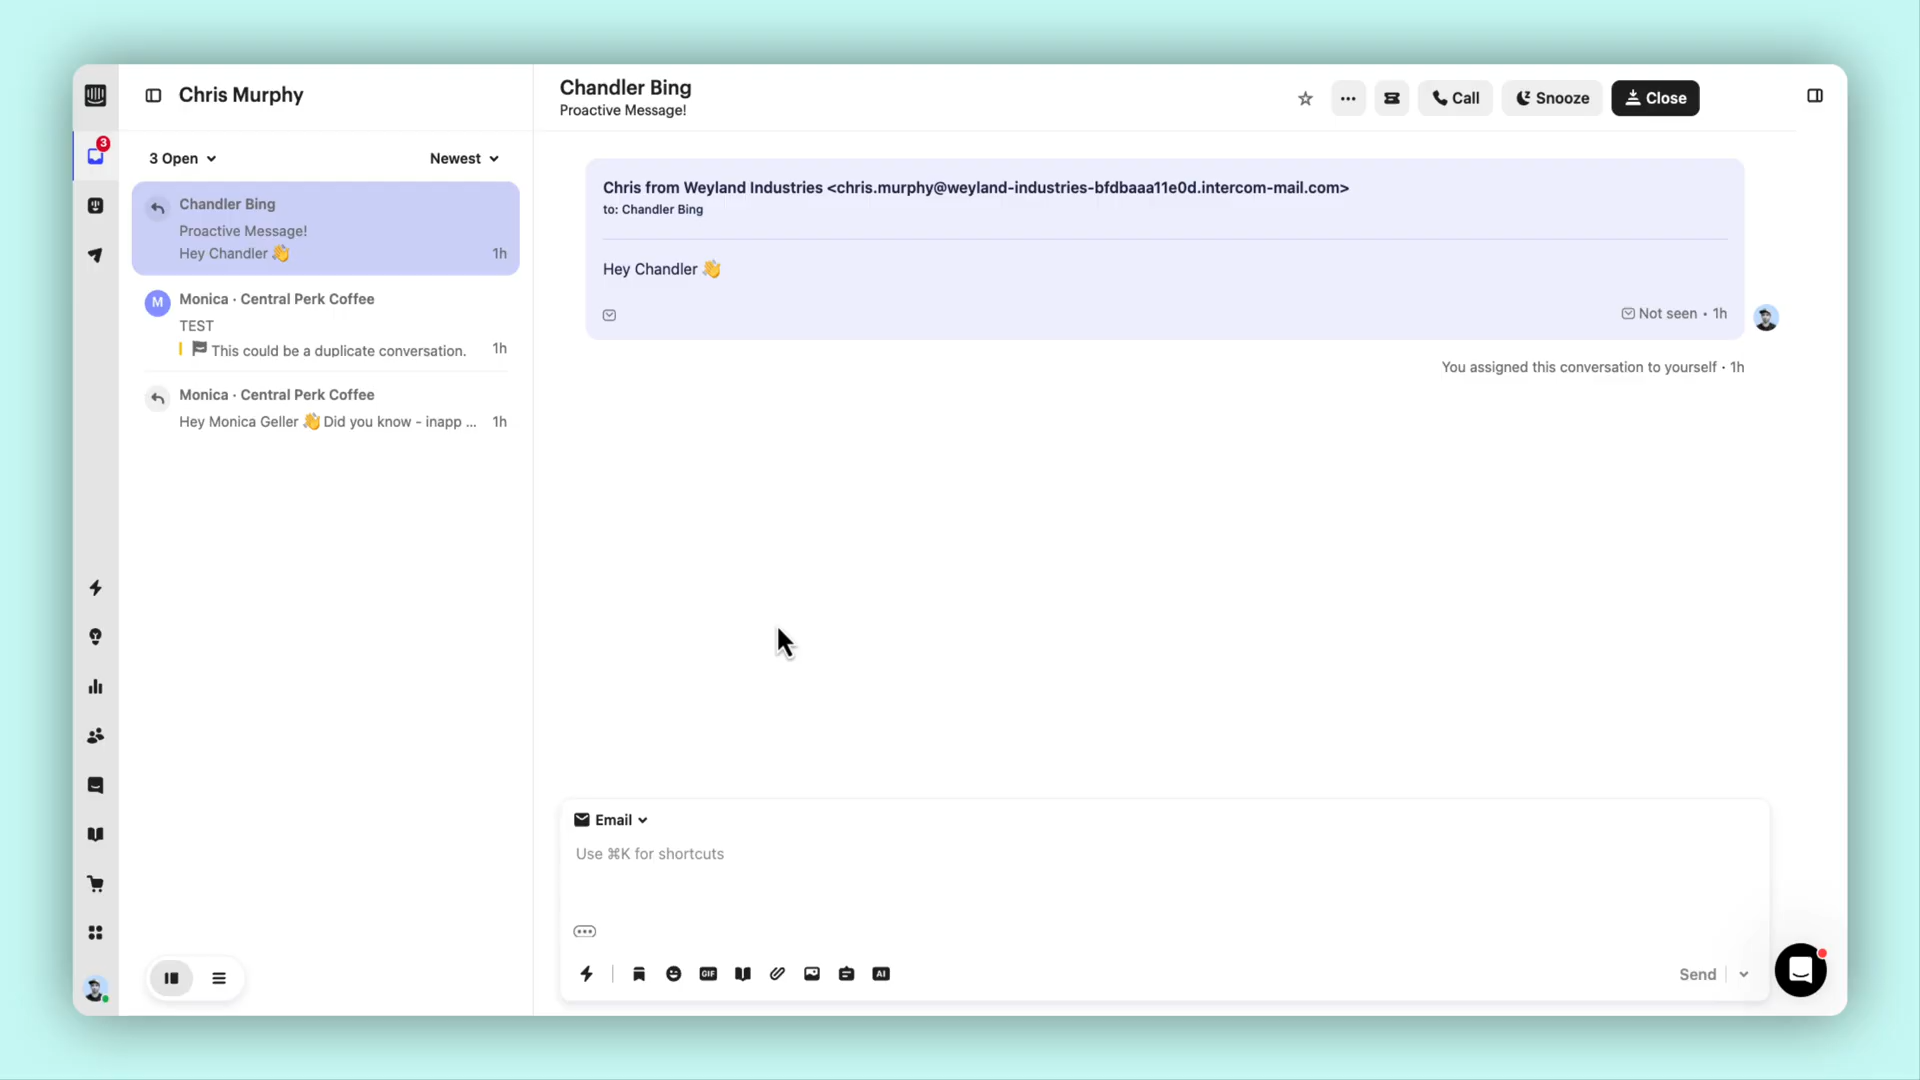 Chris Murphy
3
3 Open
Newest
Chandler Bing
Proactive Message!
Hey Chandler 👋
1h
M
Monica · Central Perk Coffee
TEST
This could be a duplicate conversation.
1h
Monica · Central Perk Coffee
Hey Monica Geller 👋 Did you know - inapp ...
1h
Chandler Bing
Proactive Message!
Call
Snooze
Close
Chris from Weyland Industries <chris.murphy@weyland-industries-bfdbaaa11e0d.intercom-mail.com>
to: Chandler Bing
Hey Chandler 👋
Not seen • 1h
You assigned this conversation to yourself • 1h
Email
Use ⌘K for shortcuts
GIF
AI
Send